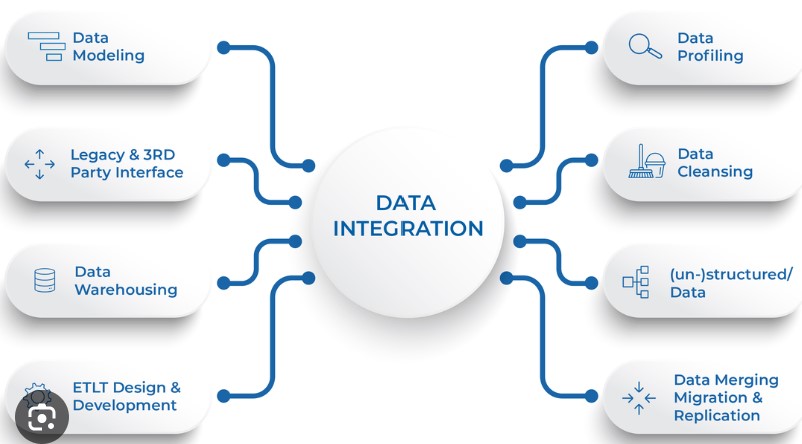 Data
Modeling
Legacy & 3RD
Party Interface
Data
Warehousing
ETLT Design &
Development
DATA
INTEGRATION
Data
Profiling
Data
Cleansing
(un-)structured/
Data
Data Merging
Migration &
Replication